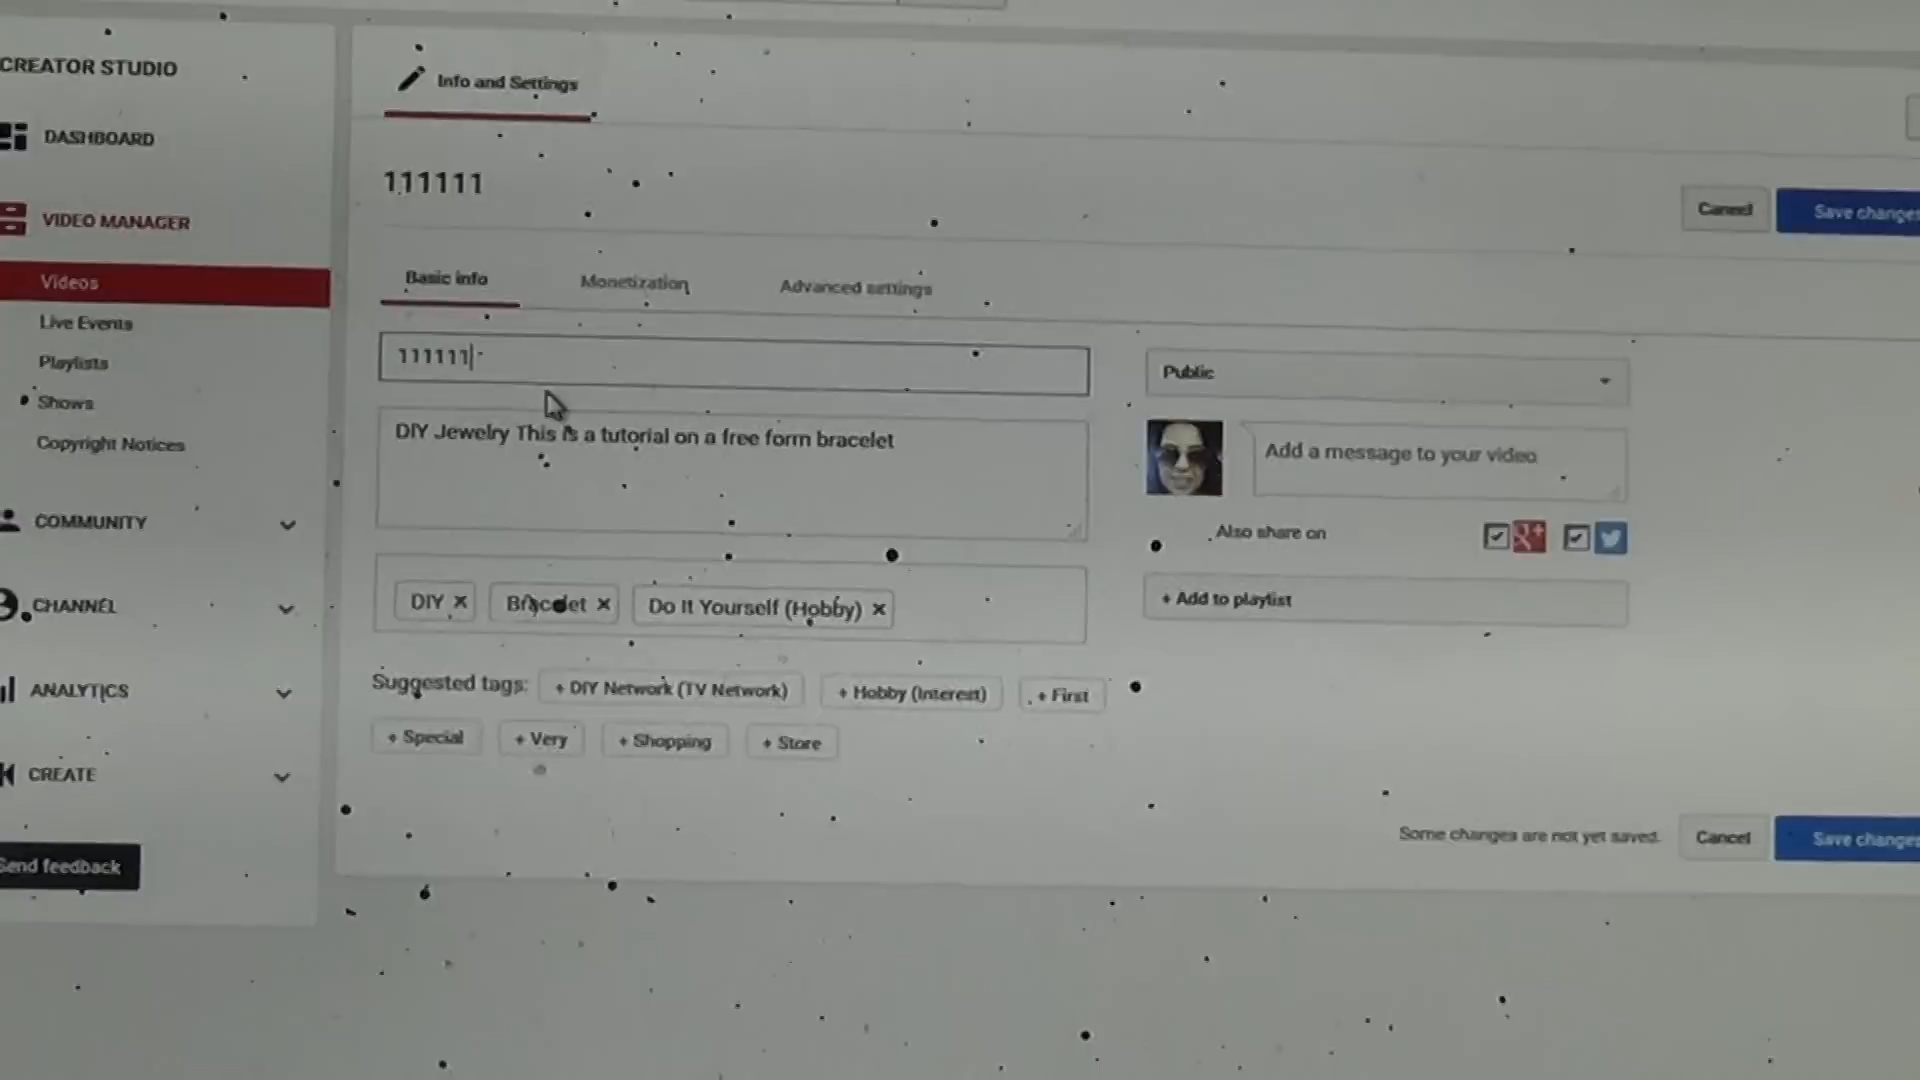 CREATOR STUDIO
DASHBOARD
VIDEO MANAGER
Videos
Live Events
Playlists
Shows
Copyright Notices
COMMUNITY
CHANNEL
ANALYTICS
CREATE
Send feedback
Info and Settings
111111
Cancel
Save changes
Basic info
Monetization
Advanced settings
111111
DIY Jewelry This is a tutorial on a free form bracelet
DIY × Bracelet × Do It Yourself (Hobby) ×
Suggested tags: + DIY Network (TV Network) + Hobby (Interest) + First
+ Special + Very + Shopping + Store
Public
Add a message to your video
Also share on
+ Add to playlist
Some changes are not yet saved.
Cancel
Save changes